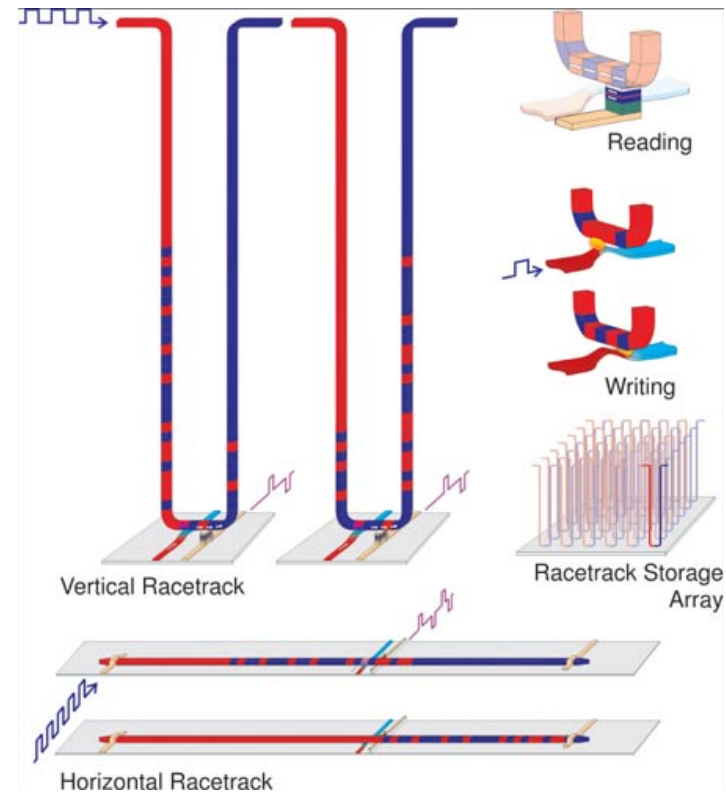 Reading
Writing
Vertical Racetrack
Racetrack Storage
Array
Horizontal Racetrack